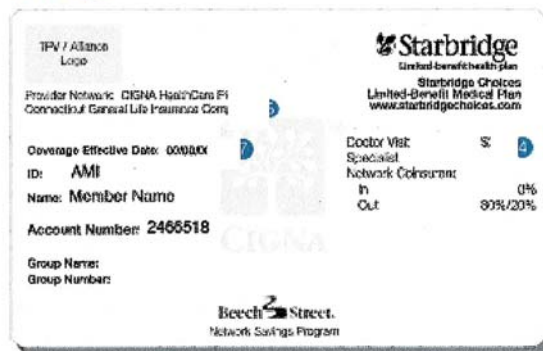 TPV / Alliance
Logo
Starbridge
Limited-benefit health plan
Starbridge Choices
Limited-Benefit Medical Plan
www.starbridgechoices.com
Provider Network: CIGNA HealthCare
Connecticut General Life Insurance
Coverage Effective Date: 00/00/XX
7
ID: AMI
Name: Member Name
Account Number: 2466518
Group Name:
Group Number:
Doctor Visit
4
Specialist
Network Coinsurance
In 0%
Out 80%/20%
CIGNA
Beech Street.
Network Savings Program